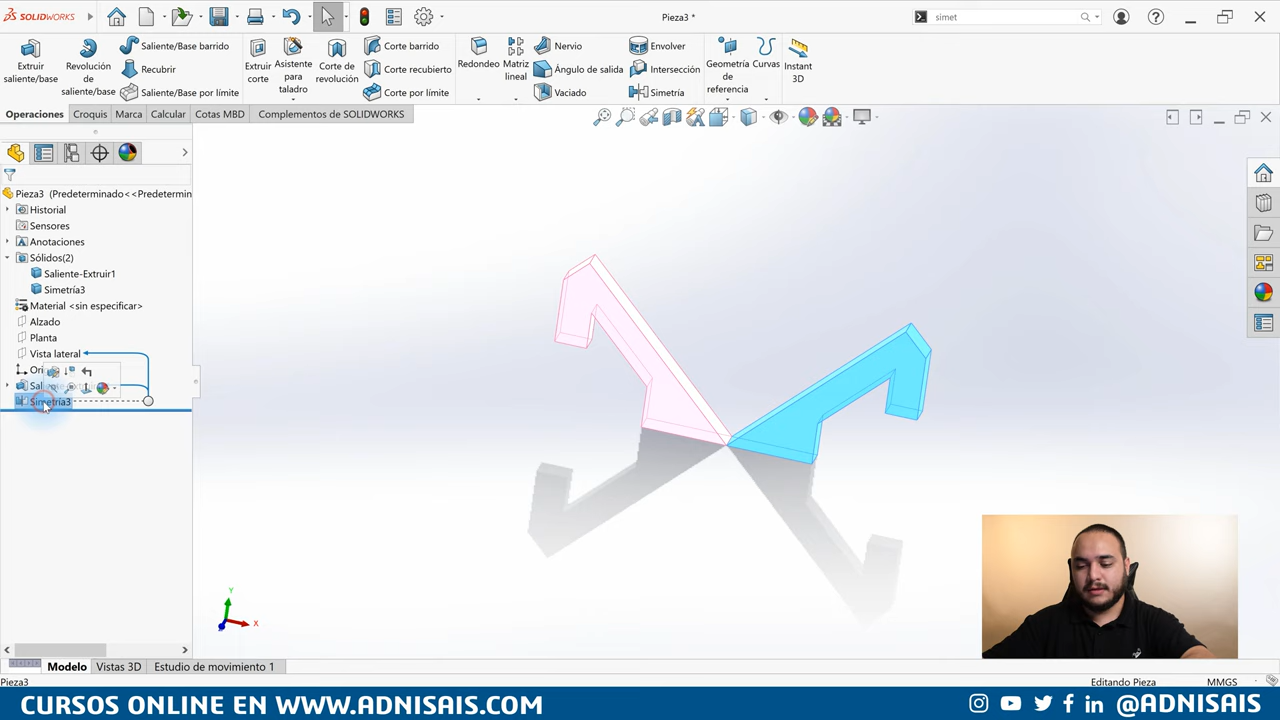 SOLIDWORKS
Pieza3 *
simet
Extruir saliente/base
Revolución de saliente/base
Saliente/Base barrido
Recubrir
Saliente/Base por límite
Extruir corte
Asistente para taladro
Corte de revolución
Corte barrido
Corte recubierto
Corte por límite
Redondeo
Matriz lineal
Nervio
Ángulo de salida
Vaciado
Envolver
Intersección
Simetría
Geometría de referencia
Curvas
Instant 3D
Operaciones
Croquis
Marca
Calcular
Cotas MBD
Complementos de SOLIDWORKS
Pieza3 (Predeterminado<<Predetermin
Historial
Sensores
Anotaciones
Sólidos(2)
Saliente-Extruir1
Simetría3
Material <sin especificar>
Alzado
Planta
Vista lateral
Ori
Simetría3
Y
X
Modelo
Vistas 3D
Estudio de movimiento 1
Pieza3
Editando Pieza
MMGS
CURSOS ONLINE EN WWW.ADNISAIS.COM
@ADNISAIS